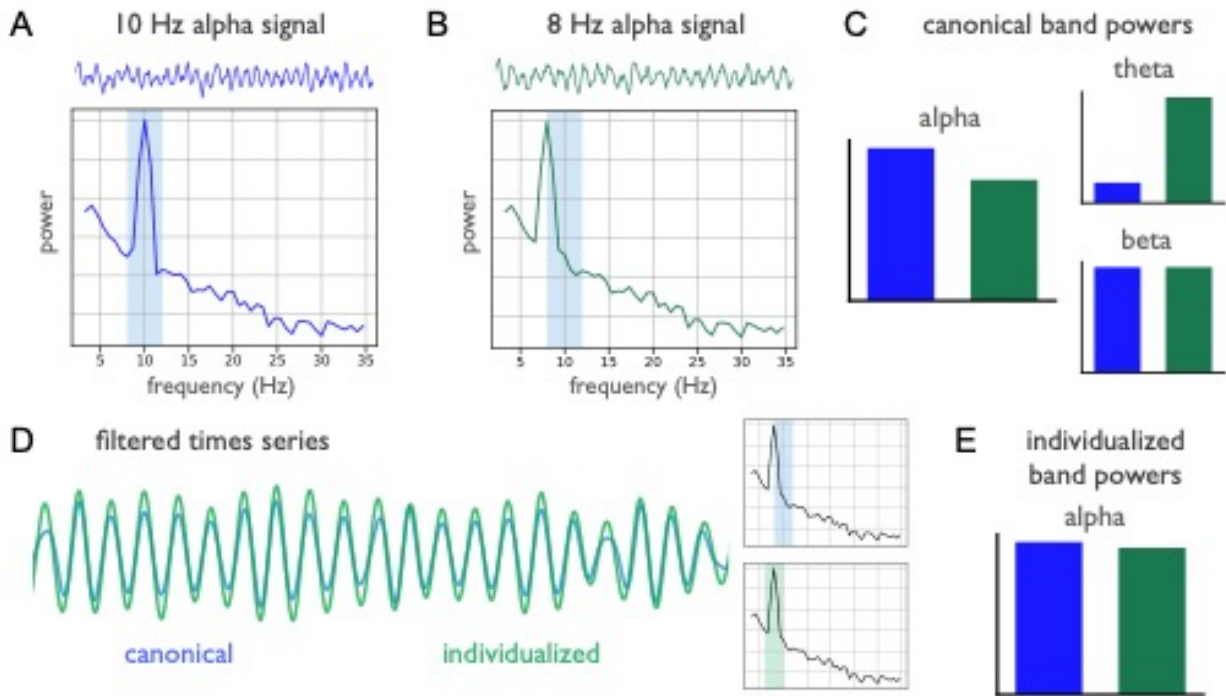 A
10 Hz alpha signal
power
5 10 15 20 25 30 35
frequency (Hz)
B
8 Hz alpha signal
power
5 10 15 20 25 30 35
frequency (Hz)
C
canonical band powers
alpha
theta
beta
D
filtered times series
canonical
individualized
E
individualized
band powers
alpha